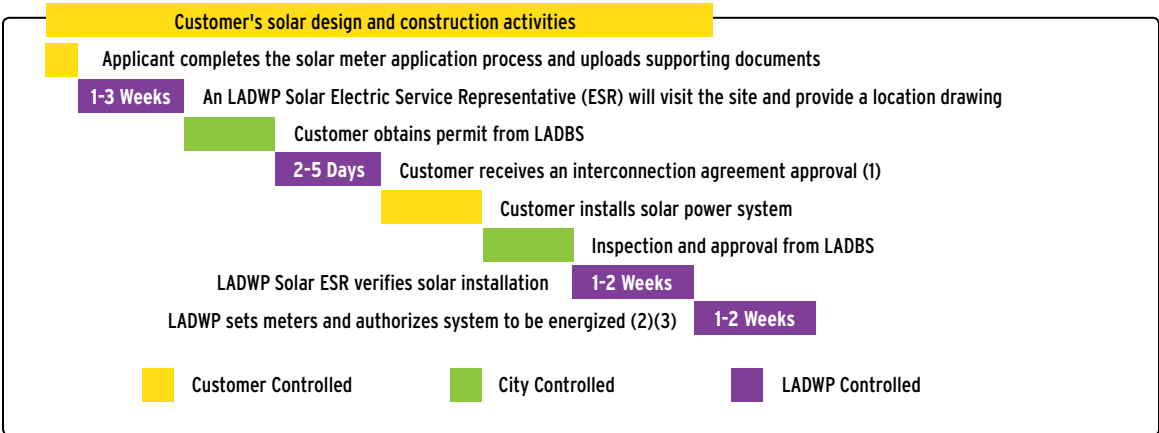 Customer's solar design and construction activities
Applicant completes the solar meter application process and uploads supporting documents
1-3 Weeks An LADWP Solar Electric Service Representative (ESR) will visit the site and provide a location drawing
Customer obtains permit from LADBS
2-5 Days Customer receives an interconnection agreement approval (1)
Customer installs solar power system
Inspection and approval from LADBS
LADWP Solar ESR verifies solar installation 1-2 Weeks
LADWP sets meters and authorizes system to be energized (2)(3) 1-2 Weeks
Customer Controlled City Controlled LADWP Controlled